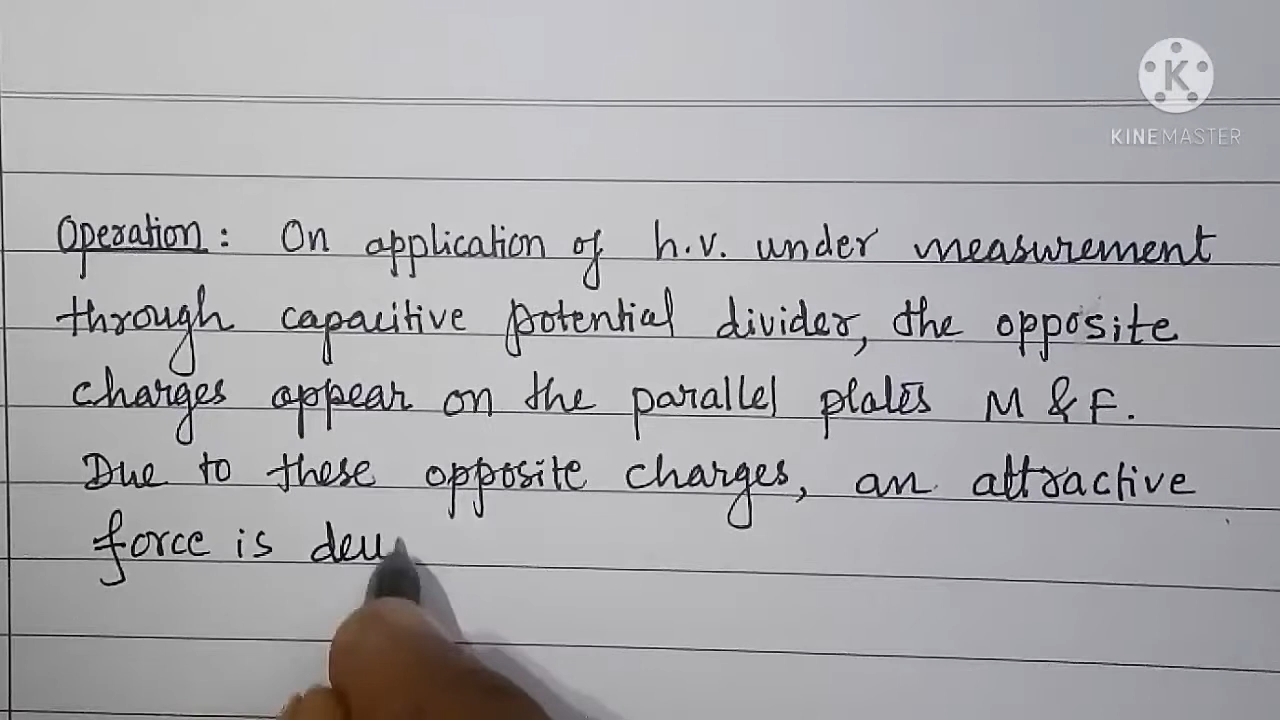 K
KINEMASTER
Operation: On application of h.v. under measurement
through capacitive potential divider, the opposite
charges appear on the parallel plates M & F.
Due to these opposite charges, an attractive
force is dev